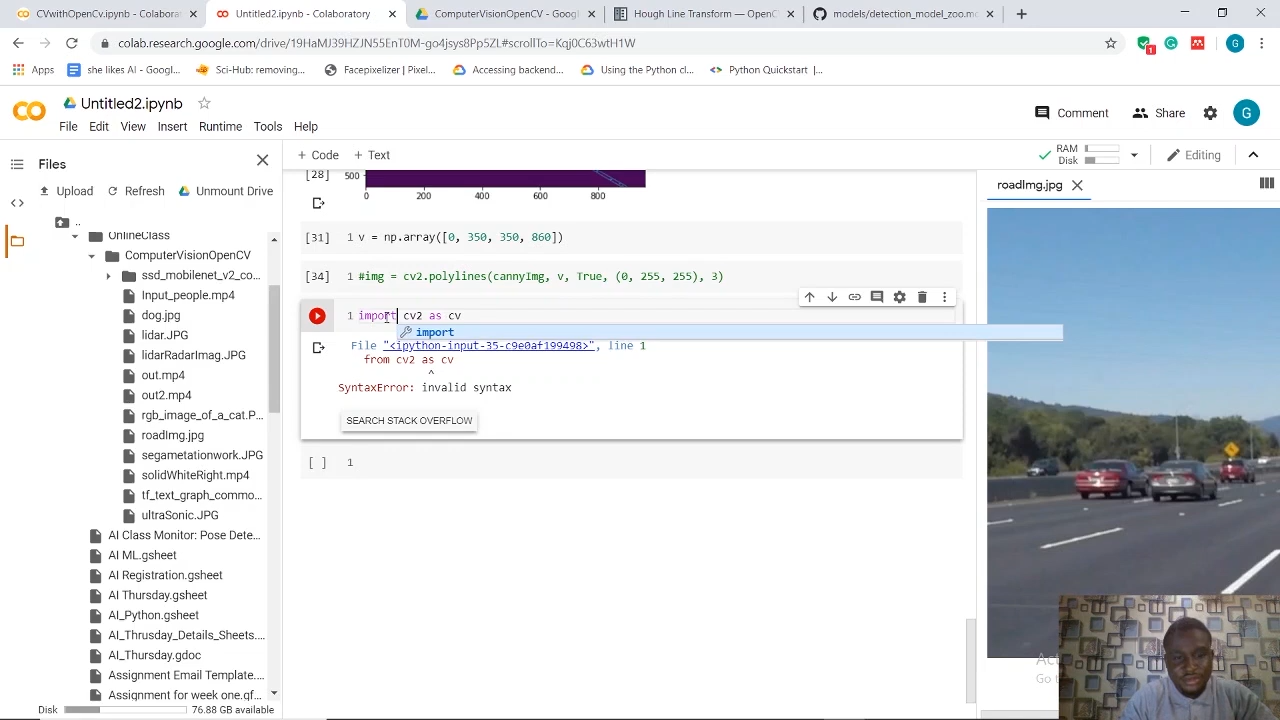 CVwithOpenCv.ipynb - Colaborato
Untitled2.ipynb - Colaboratory
ComputerVisionOpenCV - Google
Hough Line Transform — OpenC
models/detection_model_zoo.m
colab.research.google.com/drive/19HaMJ39HZJN55EnT0M-go4jsys8Pp5Zk#scrollTo=Kqj0C63wtH1W
1
G
Apps
she likes AI - Googl...
Sci-Hub: removing...
Facepixelizer | Pixel...
Accessing backend...
Using the Python cl...
Python Quickstart |...
Untitled2.ipynb
Comment
Share
G
File Edit View Insert Runtime Tools Help
Files
+ Code + Text
RAM
Disk
Editing
Upload Refresh Unmount Drive
..
OnlineClass
ComputerVisionOpenCV
ssd_mobilenet_v2_co...
Input_people.mp4
dog.jpg
lidar.JPG
lidarRadarImag.JPG
out.mp4
out2.mp4
rgb_image_of_a_cat.P...
roadImg.jpg
segametationwork.JPG
solidWhiteRight.mp4
tf_text_graph_commo...
ultraSonic.JPG
AI Class Monitor: Pose Dete...
AI ML.gsheet
AI Registration.gsheet
AI Thursday.gsheet
AI_Python.gsheet
AI_Thrusday_Details_Sheets....
AI_Thursday.gdoc
Assignment Email Template....
Assignment for week one.gf...
Disk 76.88 GB available
[28] 500
0 200 400 600 800
[31] 1 v = np.array([0, 350, 350, 860])
[34] 1 #img = cv2.polylines(cannyImg, v, True, (0, 255, 255), 3)
1 import cv2 as cv
import
File "<ipython-input-35-c9e0af199498>", line 1
from cv2 as cv
^
SyntaxError: invalid syntax
SEARCH STACK OVERFLOW
[ ] 1
roadImg.jpg